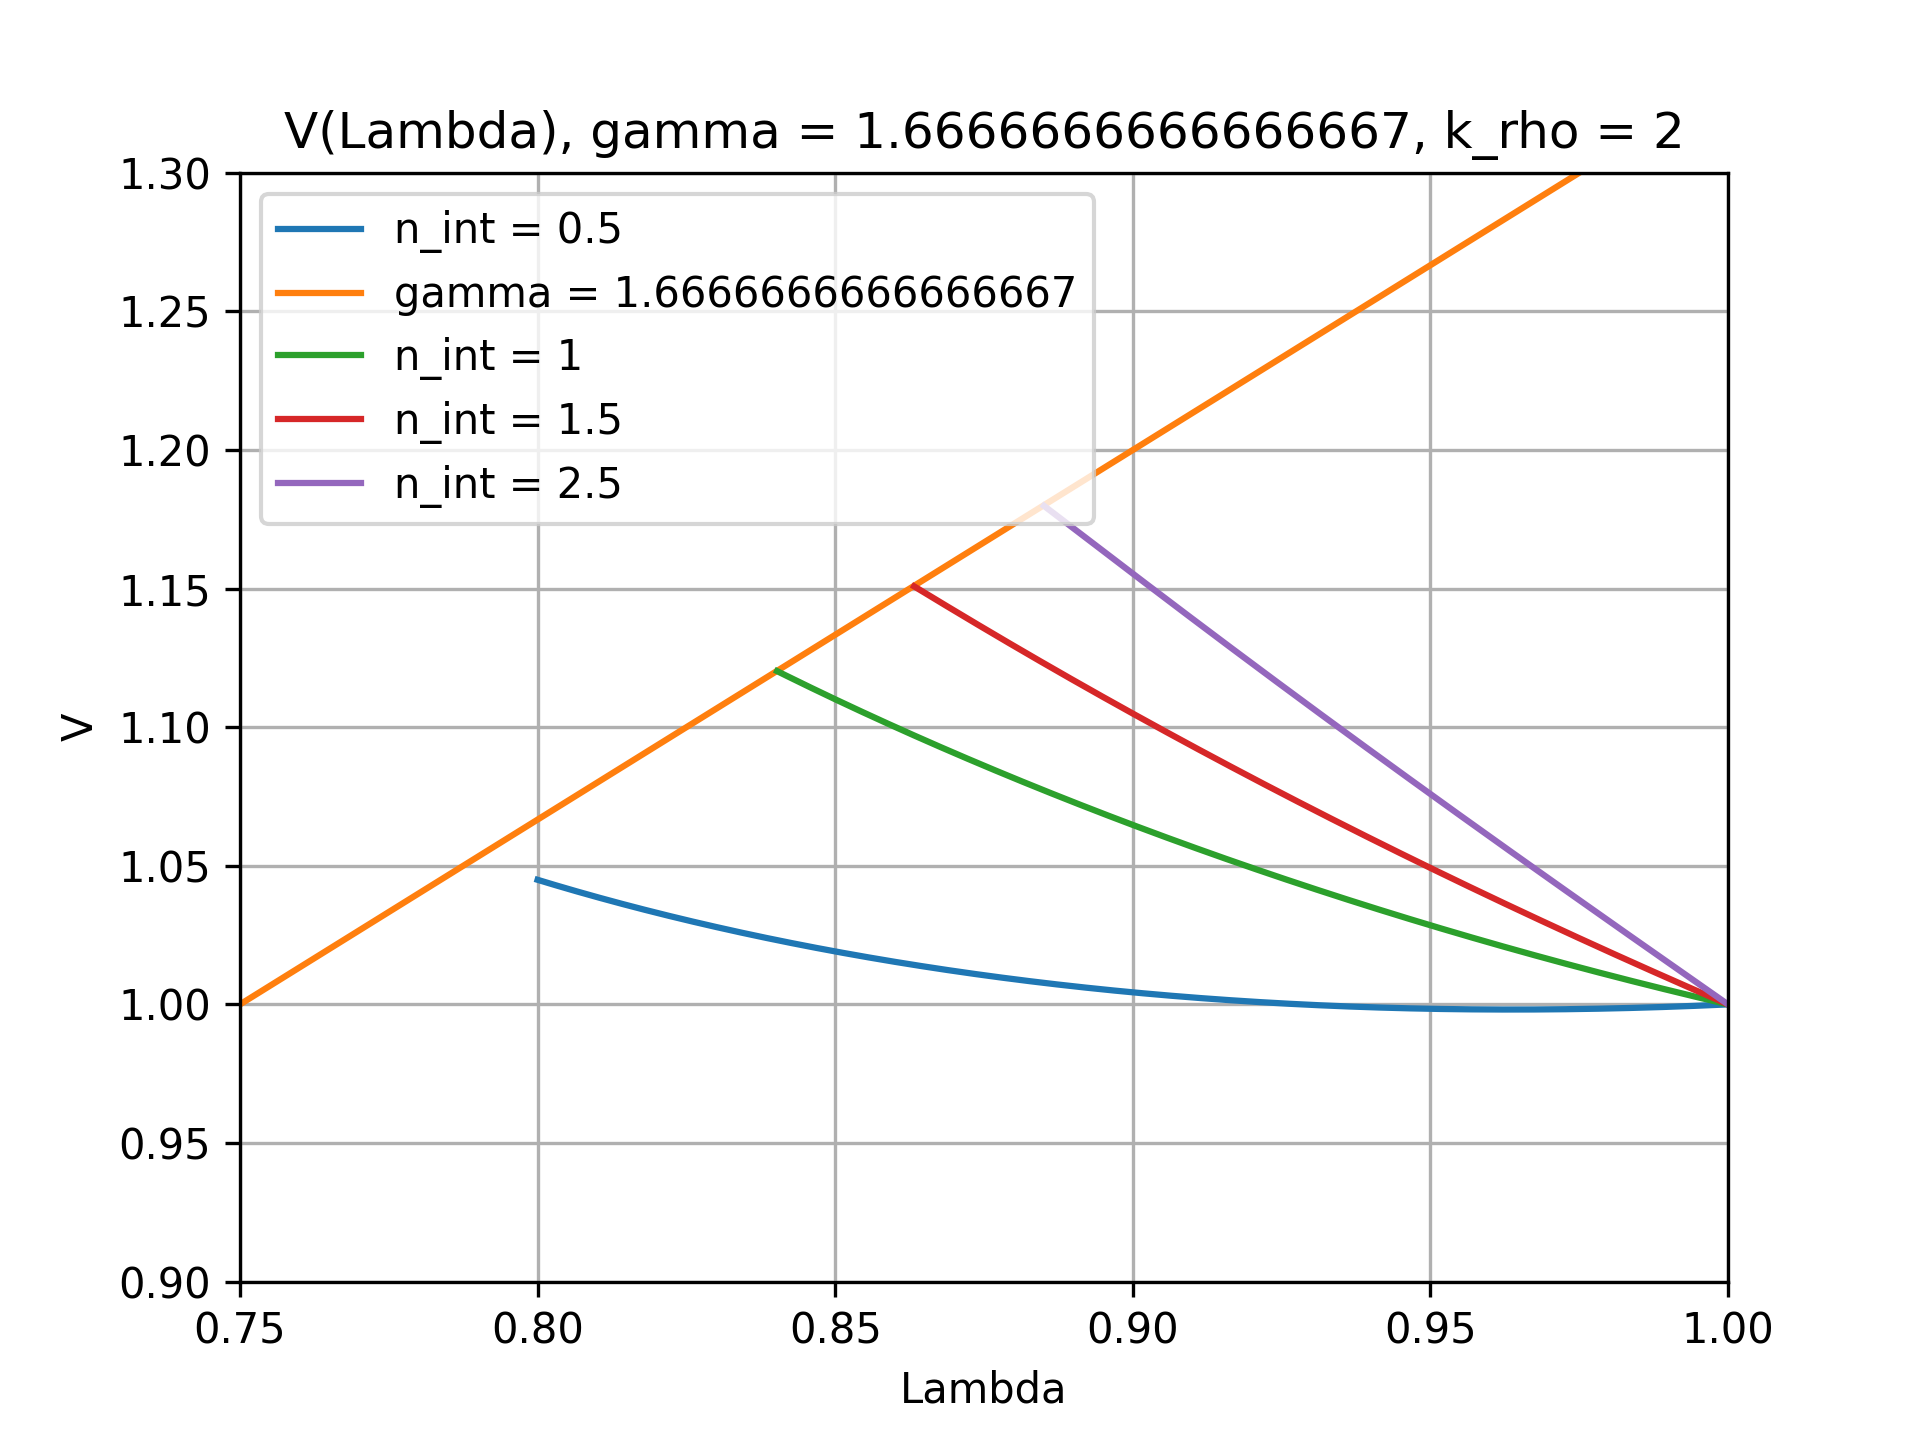 V(Lambda), gamma = 1.6666666666666667, k_rho = 2
1.30
1.25
1.20
1.15
1.10
1.05
1.00
0.95
0.90
V
n_int = 0.5
gamma = 1.6666666666666667
n_int = 1
n_int = 1.5
n_int = 2.5
0.75 0.80 0.85 0.90 0.95 1.00
Lambda